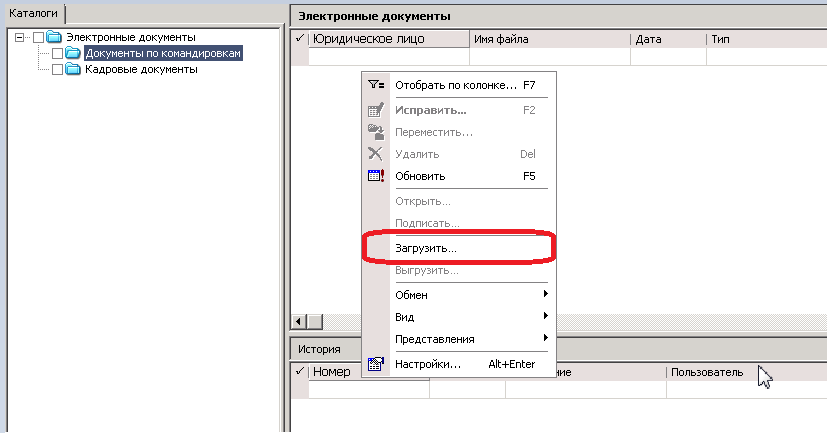 Каталоги
Электронные документы
Документы по командировкам
Кадровые документы
Электронные документы
Юридическое лицо Имя файла Дата Тип
Отобрать по колонке... F7
Исправить... F2
Переместить...
Удалить Del
Обновить F5
Открыть...
Подписать...
Загрузить...
Выгрузить...
Обмен
Вид
Представления
Настройки... Alt+Enter
История
Номер ние Пользователь